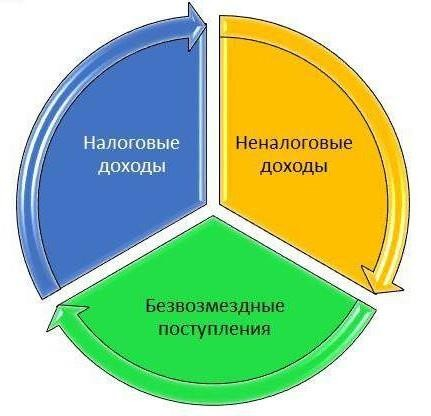 Налоговые
доходы
Неналоговые
доходы
Безвозмездные
поступления